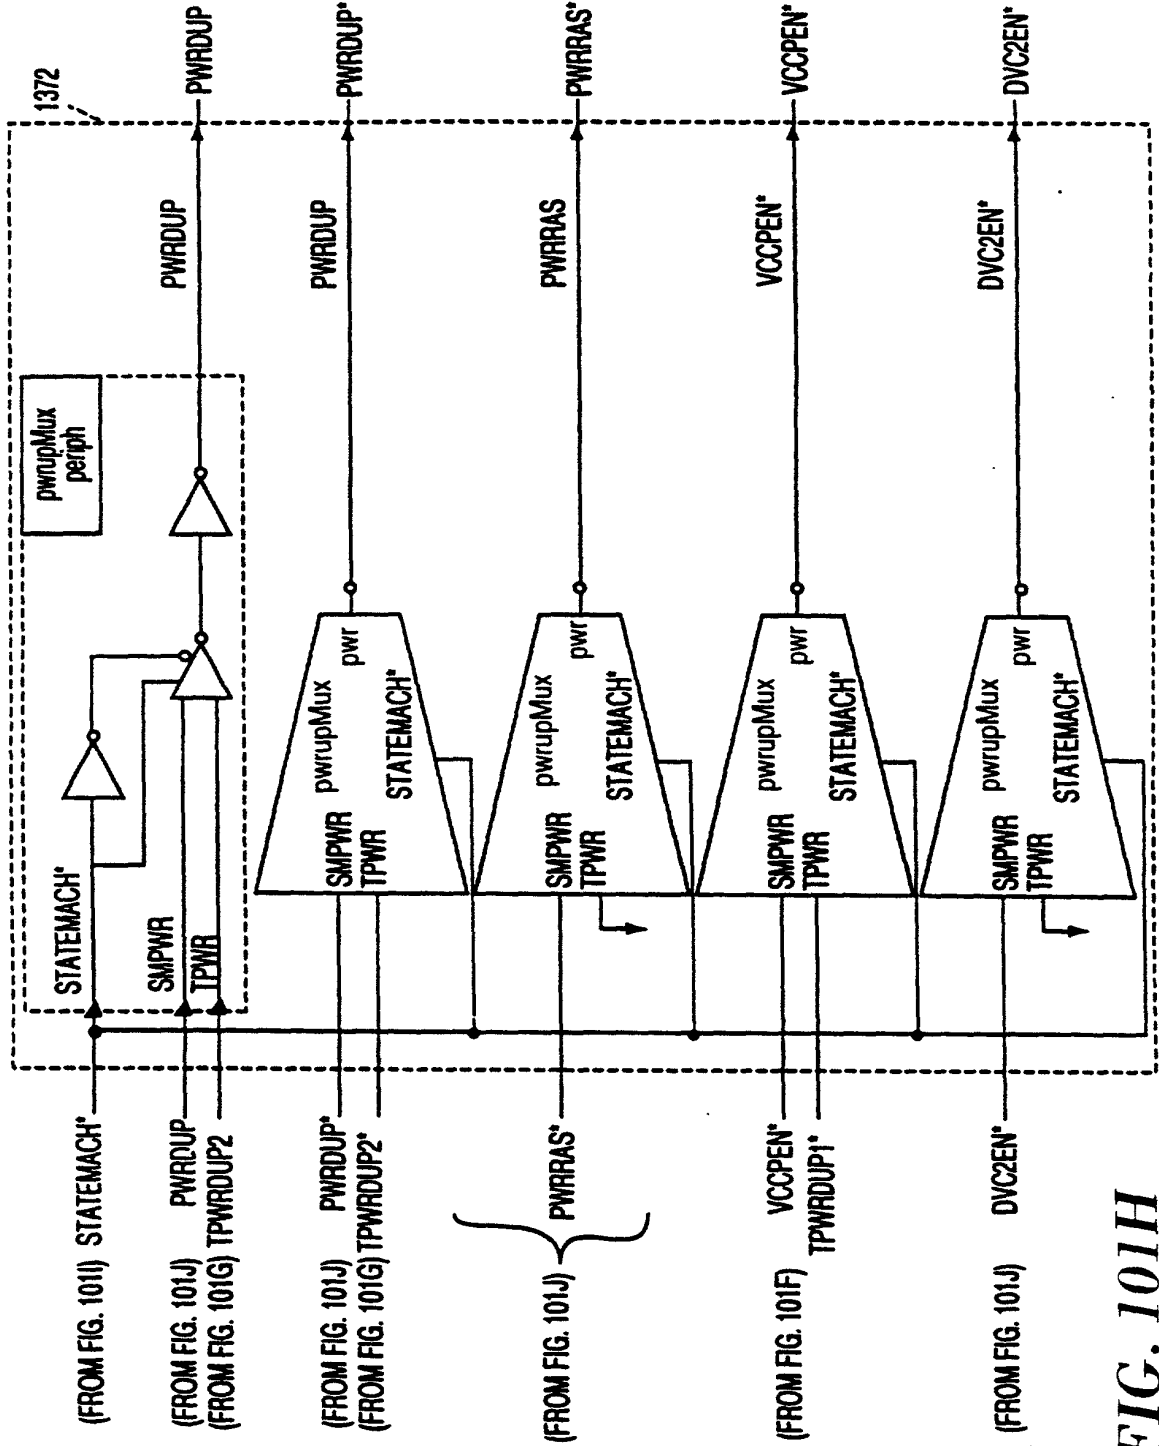 1372
(FROM FIG. 101I) STATEMACH*
STATEMACH*
pwrupMux
periph
(FROM FIG. 101J) PWRDUP
SMPWR
PWRDUP
PWRDUP
(FROM FIG. 101G) TPWRDUP2
TPWR
(FROM FIG. 101J) PWRDUP*
(FROM FIG. 101G) TPWRDUP2*
SMPWR
TPWR
pwrupMux
STATEMACH*
pwr
PWRDUP
PWRDUP*
(FROM FIG. 101J)
PWRRAS*
SMPWR
TPWR
pwrupMux
STATEMACH*
pwr
PWRRAS
PWRRAS*
(FROM FIG. 101F)
VCCPEN*
TPWRDUP1*
SMPWR
TPWR
pwrupMux
STATEMACH*
pwr
VCCPEN*
VCCPEN*
(FROM FIG. 101J)
DVC2EN*
SMPWR
TPWR
pwrupMux
STATEMACH*
pwr
DVC2EN*
DVC2EN*
FIG. 101H